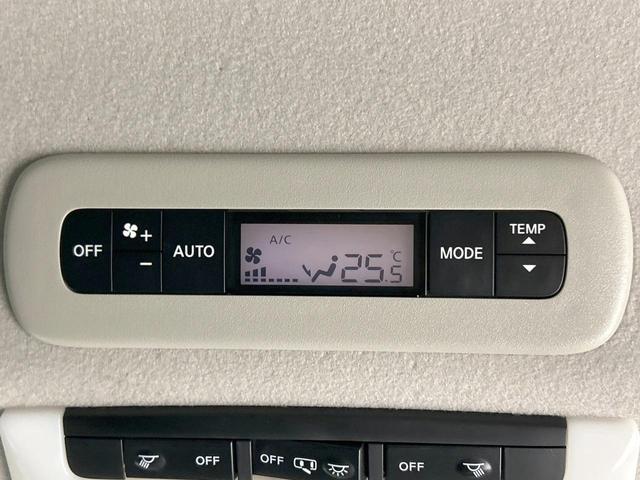 OFF + AUTO A/C 25.5 °C MODE TEMP
−
OFF OFF OFF